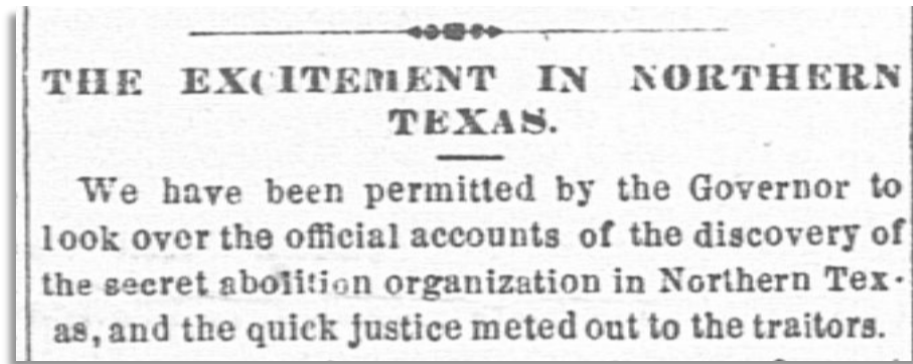 THE EXCITEMENT IN NORTHERN
TEXAS.
We have been permitted by the Governor to
look over the official accounts of the discovery of
the secret abolition organization in Northern Tex-
as, and the quick justice meted out to the traitors.